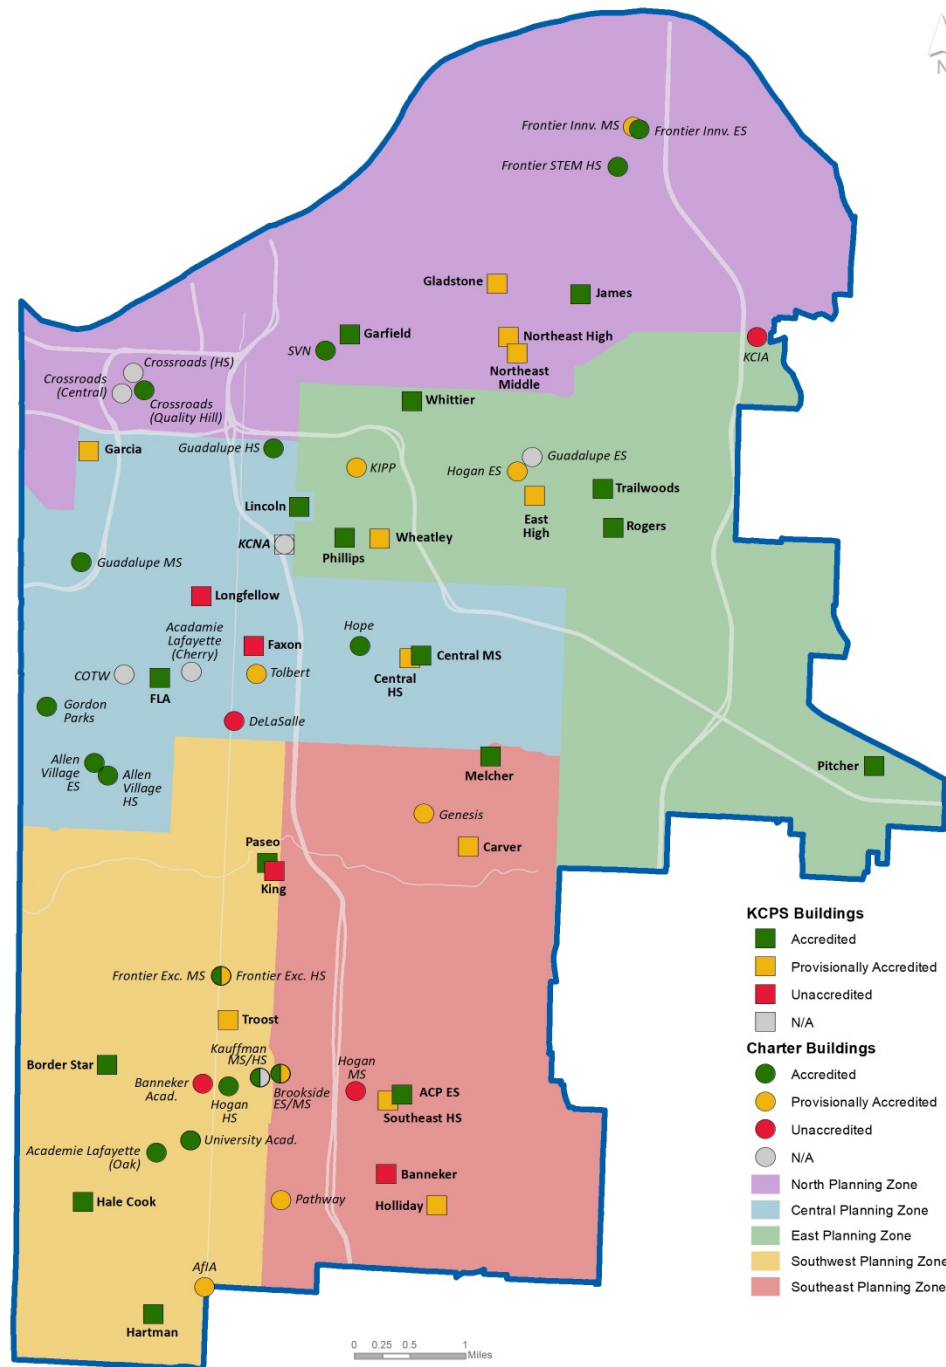 N
Frontier Innv. MS
Frontier Innv. ES
Frontier STEM HS
Gladstone
James
Garfield
SVN
Northeast High
Northeast
Middle
KCIA
Crossroads (HS)
Crossroads
(Central)
Crossroads
(Quality Hill)
Whittier
Garcia
Guadalupe HS
KIPP
Hogan ES
Guadalupe ES
Trailwoods
East
High
Rogers
Lincoln
KCNA
Phillips
Wheatley
Guadalupe MS
Longfellow
Acadamie
Lafayette
(Cherry)
Faxon
Hope
Central MS
Central
HS
COTW
FLA
Tolbert
Gordon
Parks
DeLaSalle
Allen
Village
ES
Allen
Village
HS
Melcher
Pitcher
Genesis
Carver
Paseo
King
Frontier Exc. MS
Frontier Exc. HS
Troost
Kauffman
MS/HS
Border Star
Banneker
Acad.
Hogan
HS
Brookside
ES/MS
Hogan
MS
ACP ES
Southeast HS
University Acad.
Academie Lafayette
(Oak)
Banneker
Hale Cook
Pathway
Holliday
AfIA
Hartman
KCPS Buildings
Accredited
Provisionally Accredited
Unaccredited
N/A
Charter Buildings
Accredited
Provisionally Accredited
Unaccredited
N/A
North Planning Zone
Central Planning Zone
East Planning Zone
Southwest Planning Zone
Southeast Planning Zone
0 0.25 0.5 1
Miles